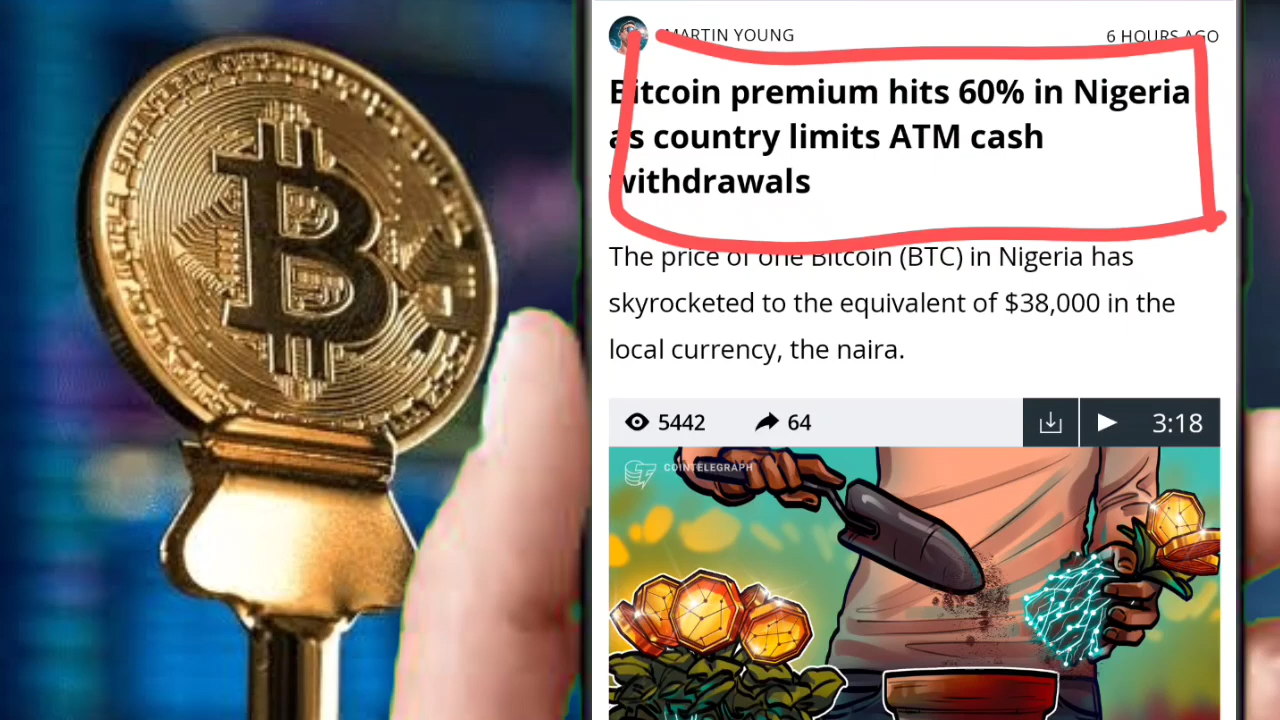 MARTIN YOUNG
6 HOURS AGO
Bitcoin premium hits 60% in Nigeria
as country limits ATM cash
withdrawals
The price of one Bitcoin (BTC) in Nigeria has
skyrocketed to the equivalent of $38,000 in the
local currency, the naira.
5442
64
3:18
COINTELEGRAPH